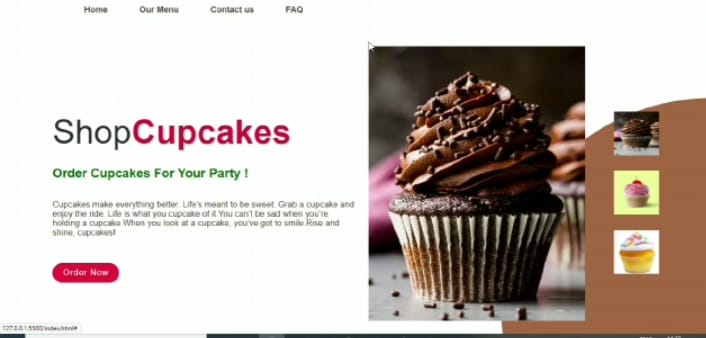 Home Our Menu Contact us FAQ
ShopCupcakes
Order Cupcakes For Your Party !
Cupcakes make everything better. Life's meant to be sweet. Grab a cupcake and
enjoy the ride. Life is what you cupcake of it.You can't be sad when you're
holding a cupcake.When you look at a cupcake, you've got to smile.Rise and
shine, cupcakes!
Order Now
127.0.0.1:5500/index.html#